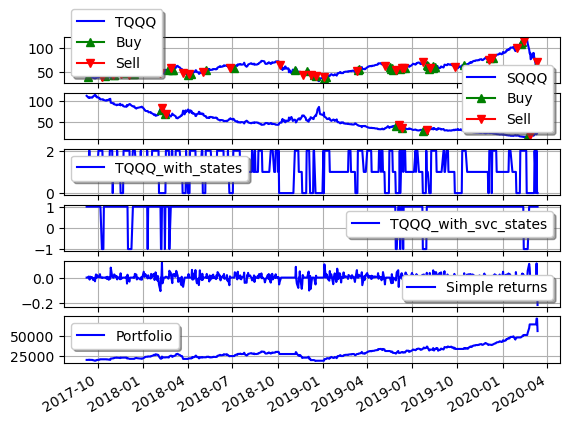 TQQQ
Buy
Sell
100
50
SQQQ
Buy
Sell
100
50
TQQQ_with_states
2
0
TQQQ_with_svc_states
1
0
−1
Simple returns
0.0
−0.2
Portfolio
50000
25000
2017-10
2018-01
2018-04
2018-07
2018-10
2019-01
2019-04
2019-07
2019-10
2020-01
2020-04